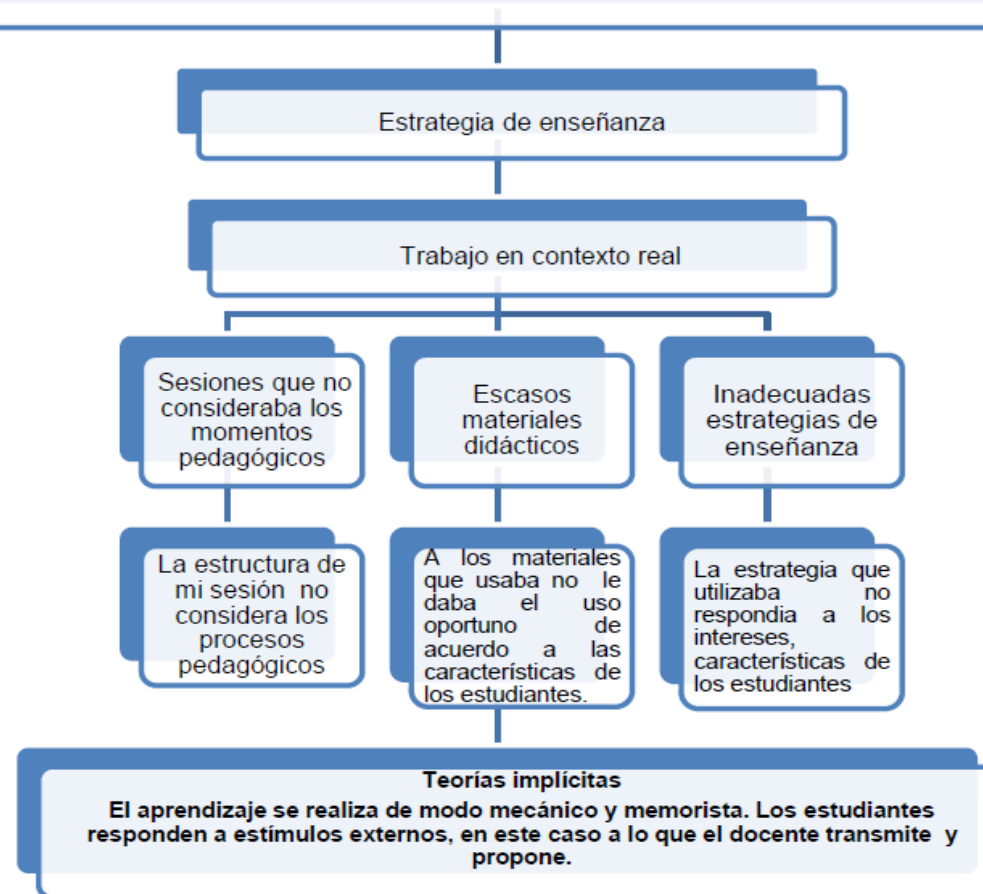 Estrategia de enseñanza
Trabajo en contexto real
Sesiones que no
consideraba los
momentos
pedagógicos
Escasos
materiales
didácticos
Inadecuadas
estrategias de
enseñanza
La estructura de
mi sesión no
considera los
procesos
pedagógicos
A los materiales
que usaba no le
daba el uso
oportuno de
acuerdo a las
características de
los estudiantes.
La estrategia que
utilizaba no
respondia a los
intereses,
características de
los estudiantes
Teorías implícitas
El aprendizaje se realiza de modo mecánico y memorista. Los estudiantes
responden a estímulos externos, en este caso a lo que el docente transmite y
propone.